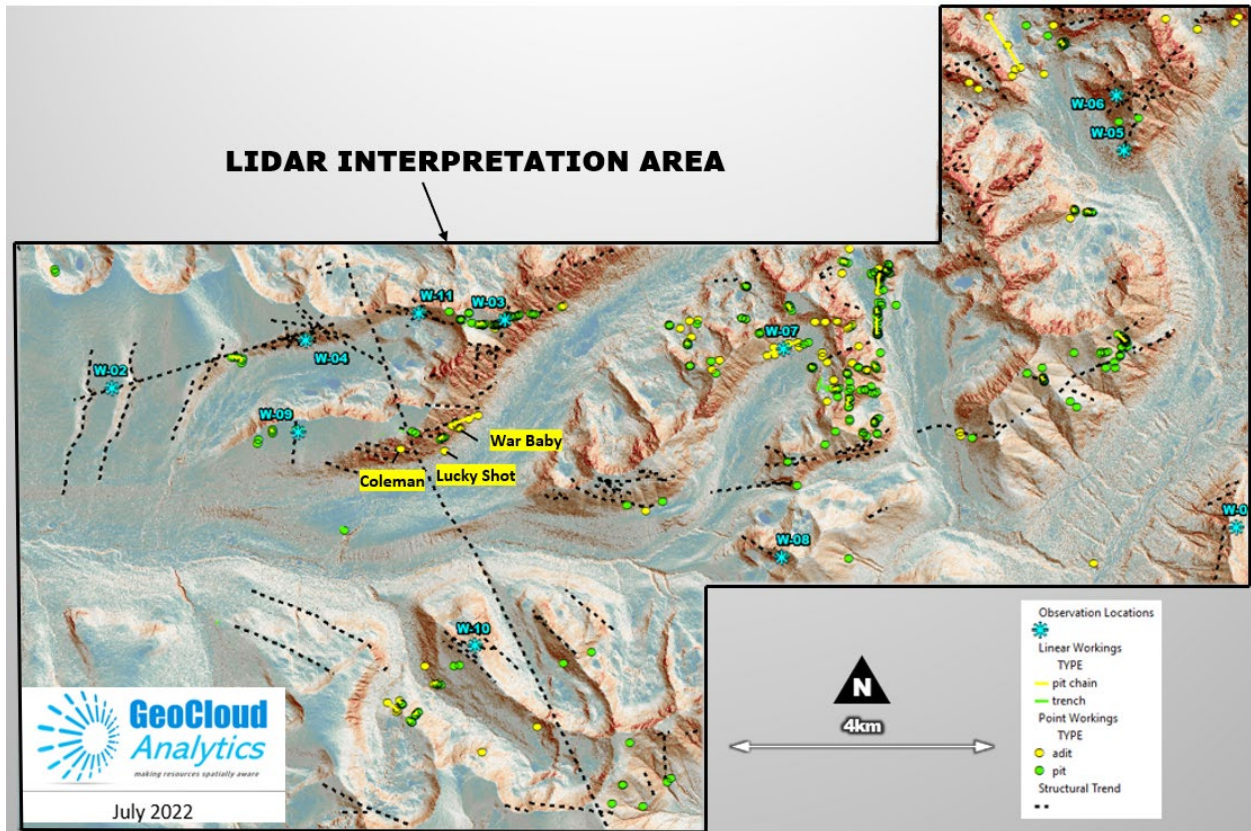 LIDAR INTERPRETATION AREA
W-06
W-05
W-11
W-03
W-04
W-07
W-02
W-09
War Baby
Coleman
Lucky Shot
W-0
W-08
W-10
GeoCloud
Analytics
making resources spatially aware
July 2022
N
4km
Observation Locations
Linear Workings
TYPE
pit chain
trench
Point Workings
TYPE
adit
pit
Structural Trend